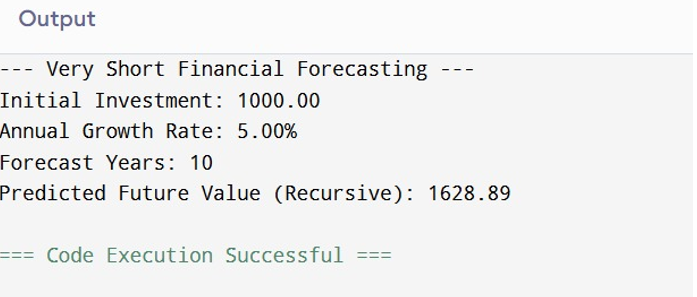 Output
--- Very Short Financial Forecasting ---
Initial Investment: 1000.00
Annual Growth Rate: 5.00%
Forecast Years: 10
Predicted Future Value (Recursive): 1628.89
=== Code Execution Successful ===